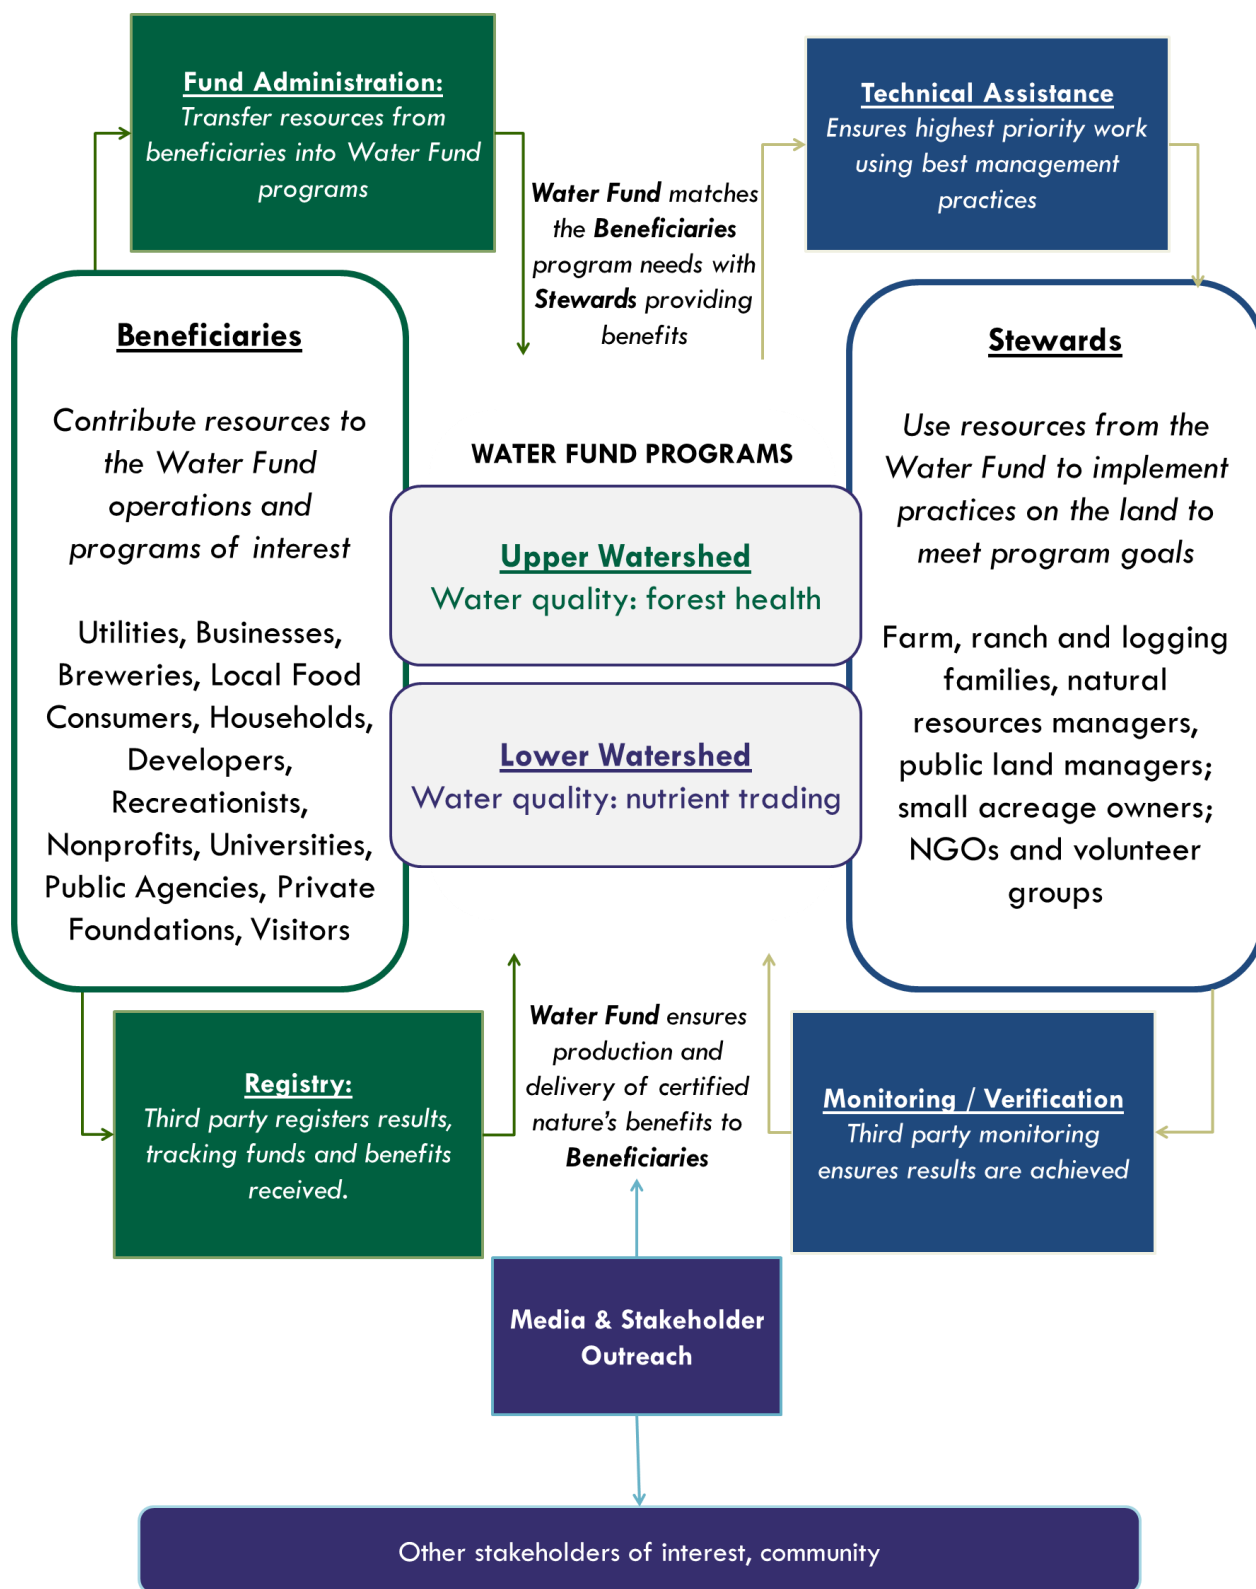 Fund Administration:
Transfer resources from
beneficiaries into Water Fund
programs
Technical Assistance
Ensures highest priority work
using best management
practices
Water Fund matches
the Beneficiaries
program needs with
Stewards providing
benefits
Beneficiaries
Contribute resources to
the Water Fund
operations and
programs of interest
Utilities, Businesses,
Breweries, Local Food
Consumers, Households,
Developers,
Recreationists,
Nonprofits, Universities,
Public Agencies, Private
Foundations, Visitors
WATER FUND PROGRAMS
Upper Watershed
Water quality: forest health
Lower Watershed
Water quality: nutrient trading
Stewards
Use resources from the
Water Fund to implement
practices on the land to
meet program goals
Farm, ranch and logging
families, natural
resources managers,
public land managers;
small acreage owners;
NGOs and volunteer
groups
Registry:
Third party registers results,
tracking funds and benefits
received.
Water Fund ensures
production and
delivery of certified
nature’s benefits to
Beneficiaries
Monitoring / Verification
Third party monitoring
ensures results are achieved
Media & Stakeholder
Outreach
Other stakeholders of interest, community